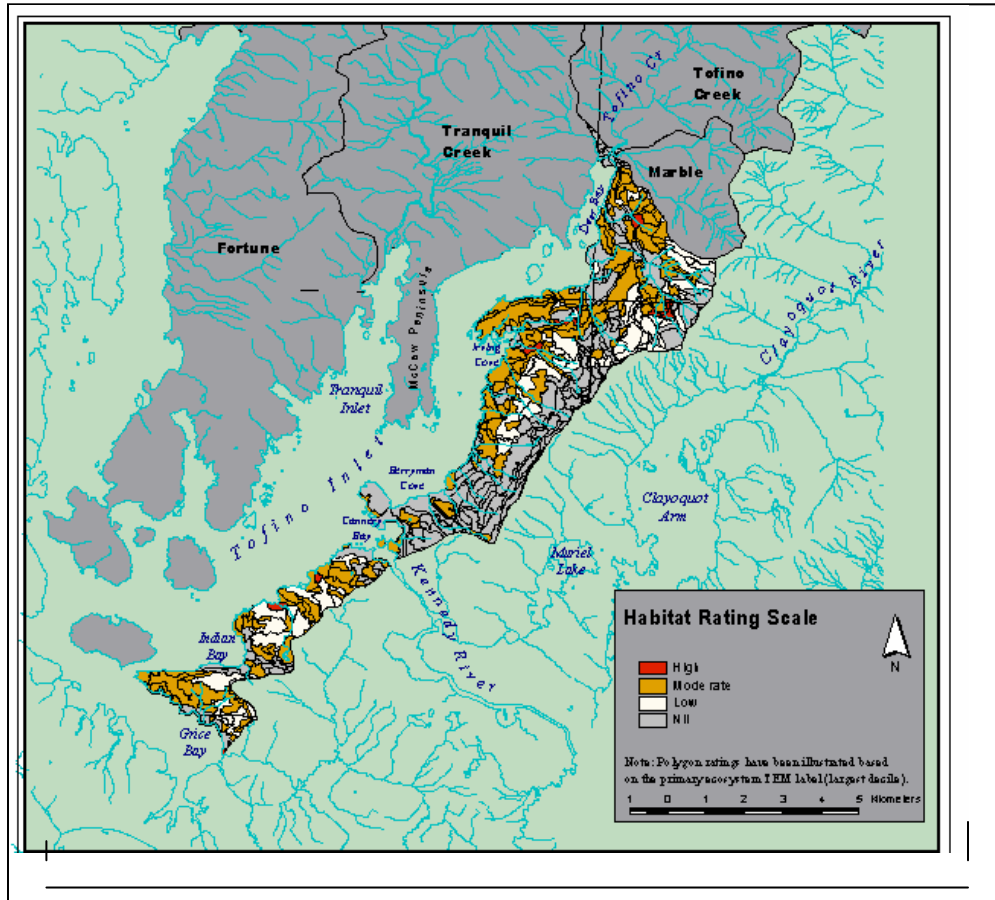 Tofino Cr
Tofino
Creek
Tranquil
Creek
Marble
Deer Bay
Fortune
McCaw Peninsula
Clayoquot River
Irving
Cove
Tranquil
Inlet
Tofino Inlet
Berryman
Cove
Clayoquot
Arm
Cannery
Bay
Muriel
Lake
Kennedy River
Indian
Bay
Grice
Bay
Habitat Rating Scale
High
Moderate
Low
Nil
N
Note: Polygon ratings have been illustrated based
on the primary ecosystem TEM label (largest decile).
1 0 1 2 3 4 5 Kilometers